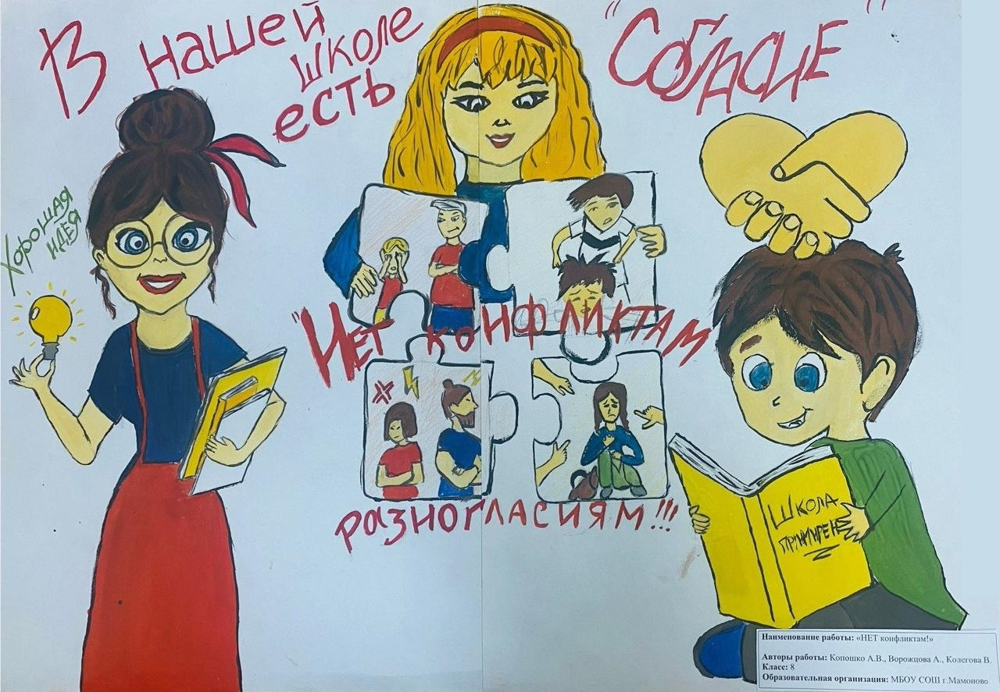 В нашей
школе
есть
"СОГЛАСИЕ"
Хорошая
идея
"Нет конфликтам
разногласиям!!!
ШКОЛА
ПРИМИРЕН
Наименование работы: «НЕТ конфликтам!»
Авторы работы: Копошко А.В., Ворожцова А., Колегова В.
Класс: 8
Образовательная организация: МБОУ СОШ г.Мамоново